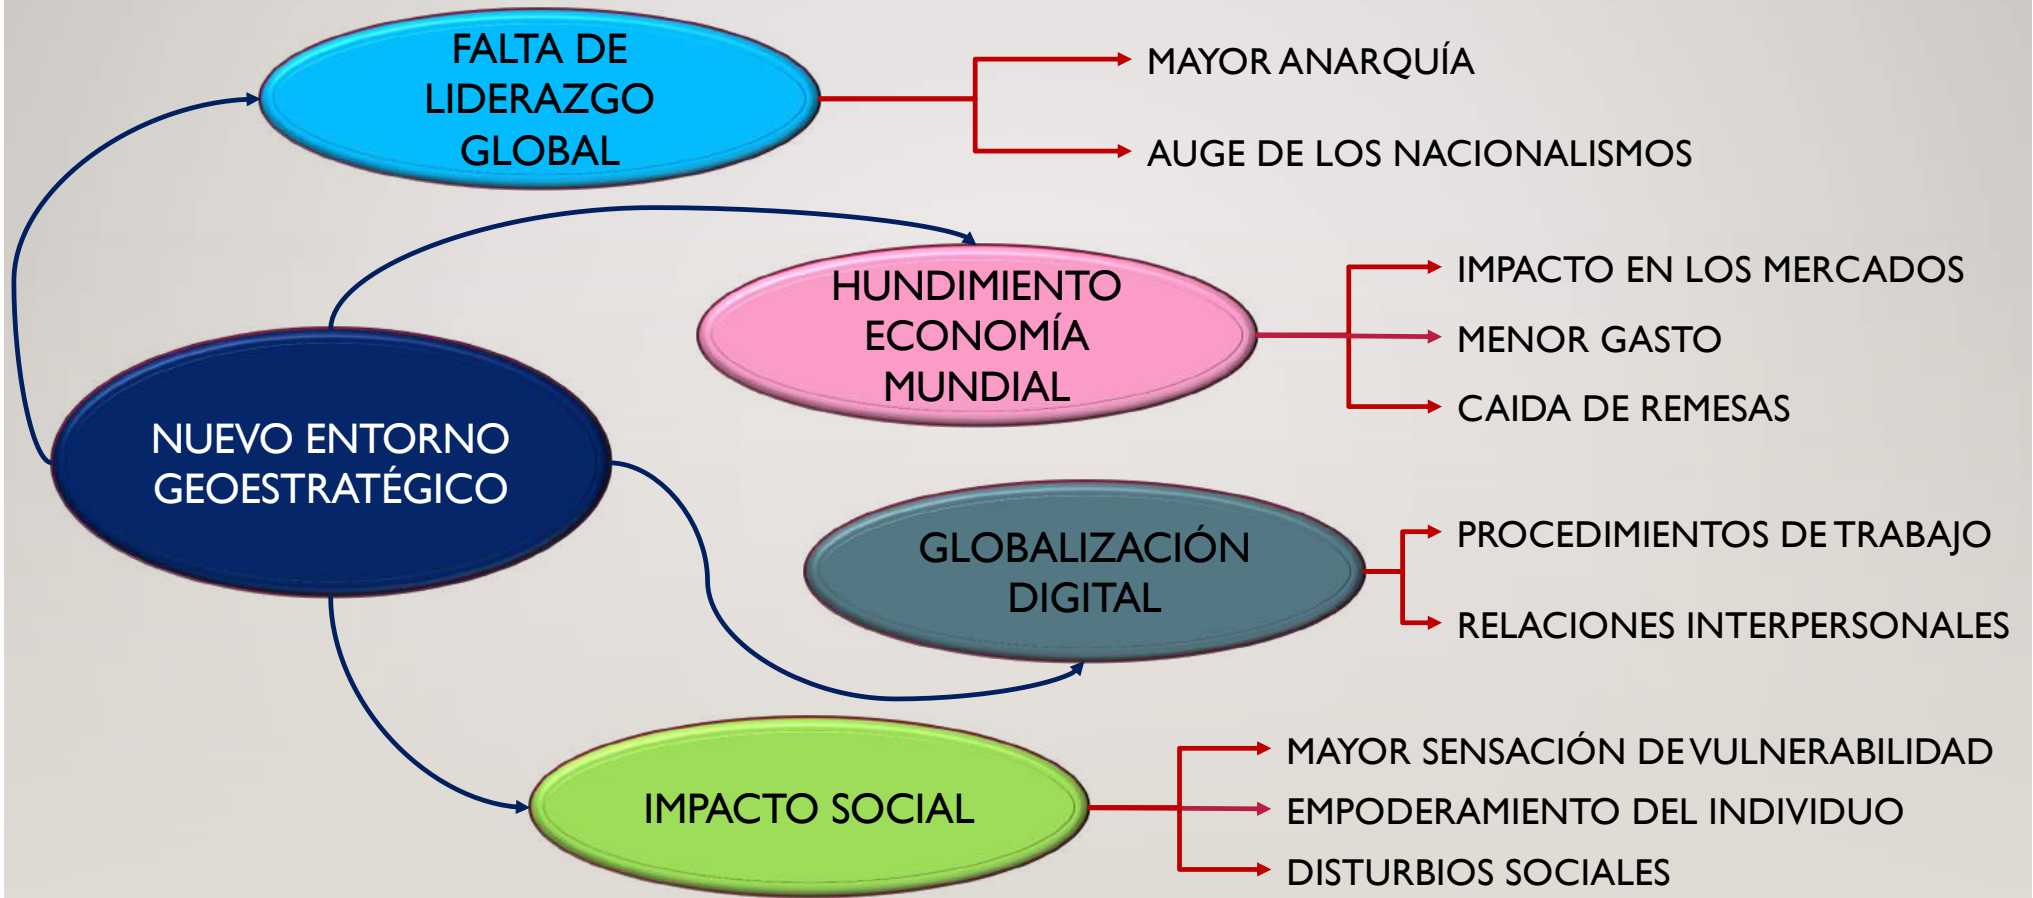 FALTA DE
LIDERAZGO
GLOBAL
MAYOR ANARQUÍA
AUGE DE LOS NACIONALISMOS
HUNDIMIENTO
ECONOMÍA
MUNDIAL
IMPACTO EN LOS MERCADOS
MENOR GASTO
CAIDA DE REMESAS
NUEVO ENTORNO
GEOESTRATÉGICO
GLOBALIZACIÓN
DIGITAL
PROCEDIMIENTOS DE TRABAJO
RELACIONES INTERPERSONALES
IMPACTO SOCIAL
MAYOR SENSACIÓN DE VULNERABILIDAD
EMPODERAMIENTO DEL INDIVIDUO
DISTURBIOS SOCIALES